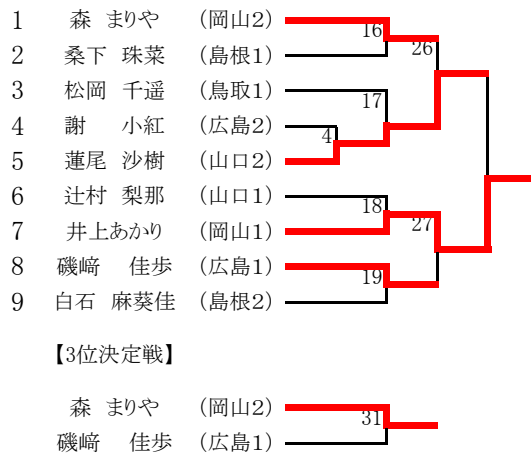 1 森 まりや (岡山2)
16
26
2 桑下 珠菜 (島根1)
3 松岡 千遥 (鳥取1)
17
4 謝 小紅 (広島2)
4
5 蓮尾 沙樹 (山口2)
6 辻村 梨那 (山口1)
18
7 井上あかり (岡山1)
27
8 磯﨑 佳歩 (広島1)
19
9 白石 麻葵佳 (島根2)
【3位決定戦】
森 まりや (岡山2)
31
磯﨑 佳歩 (広島1)